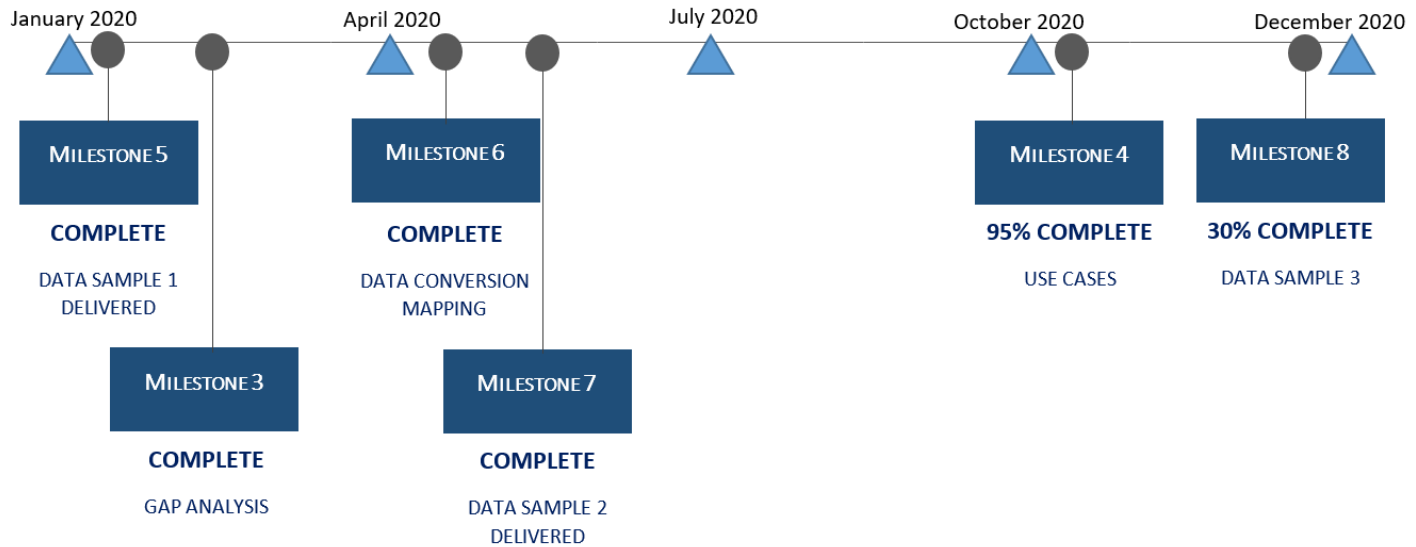 January 2020
April 2020
July 2020
October 2020
December 2020
MILESTONE 5
COMPLETE
DATA SAMPLE 1
DELIVERED
MILESTONE 6
COMPLETE
DATA CONVERSION
MAPPING
MILESTONE 4
95% COMPLETE
USE CASES
MILESTONE 8
30% COMPLETE
DATA SAMPLE 3
MILESTONE 3
COMPLETE
GAP ANALYSIS
MILESTONE 7
COMPLETE
DATA SAMPLE 2
DELIVERED